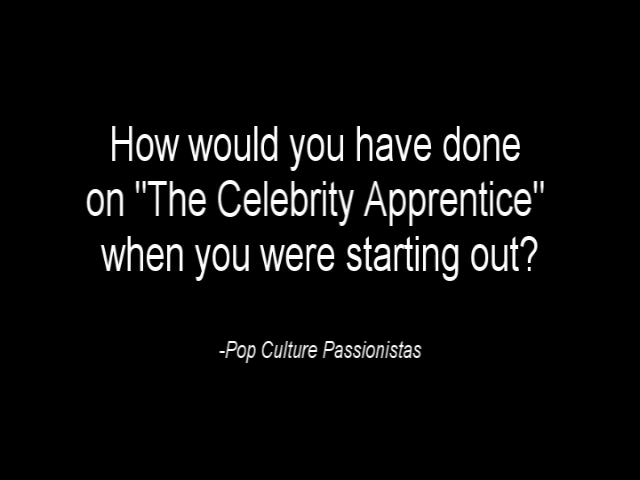 How would you have done
on "The Celebrity Apprentice"
when you were starting out?
-Pop Culture Passionistas